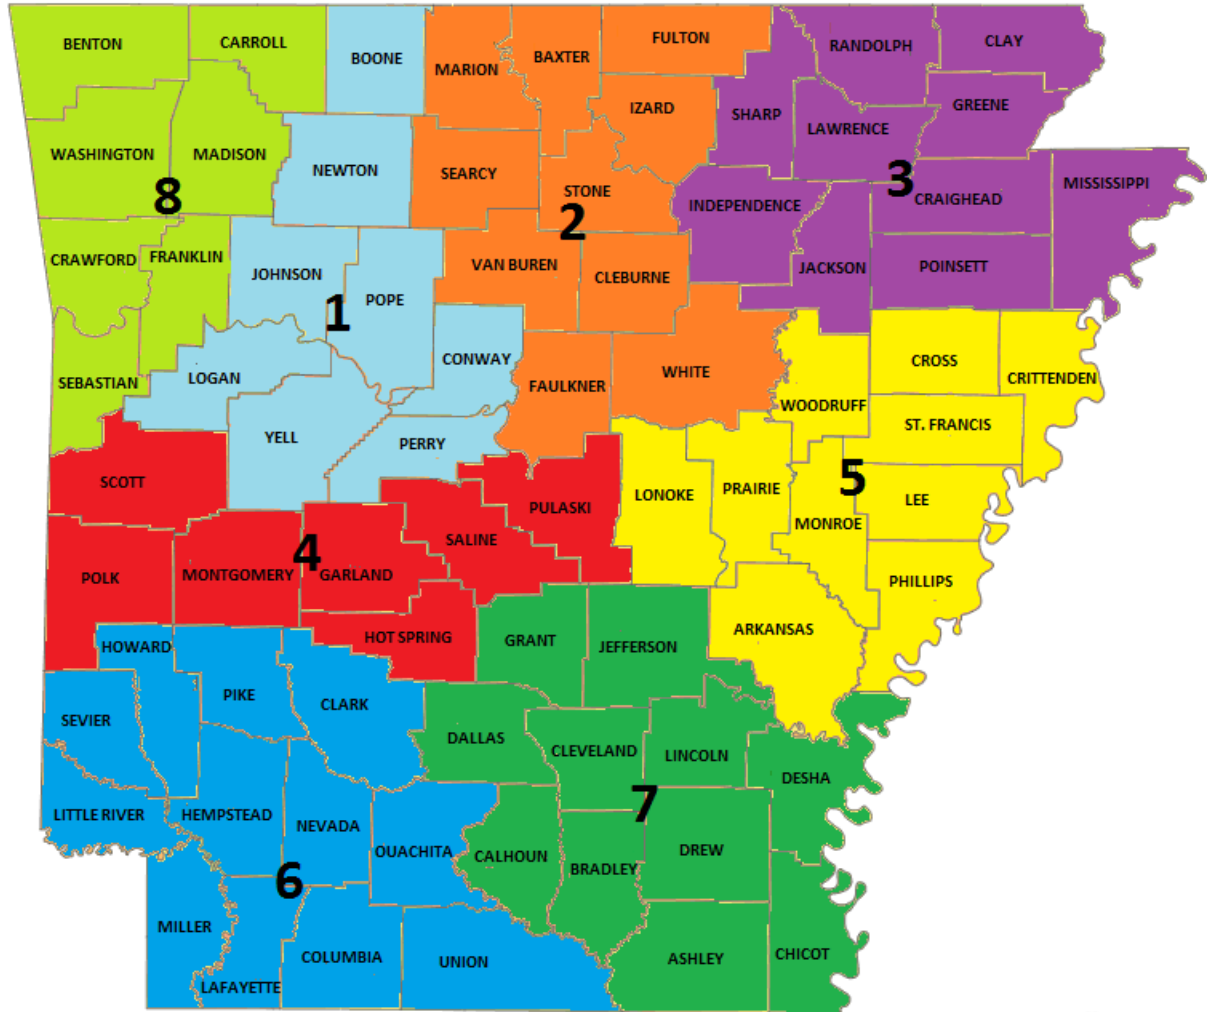 BENTON
CARROLL
BOONE
MARION
BAXTER
FULTON
RANDOLPH
CLAY
IZARD
SHARP
LAWRENCE
GREENE
WASHINGTON
MADISON
NEWTON
SEARCY
STONE
INDEPENDENCE
CRAIGHEAD
MISSISSIPPI
8
2
3
CRAWFORD
FRANKLIN
JOHNSON
POPE
VAN BUREN
CLEBURNE
JACKSON
POINSETT
1
SEBASTIAN
LOGAN
CONWAY
FAULKNER
WHITE
WOODRUFF
CROSS
CRITTENDEN
YELL
PERRY
ST. FRANCIS
SCOTT
PULASKI
LONOKE
PRAIRIE
5
LEE
MONROE
SALINE
4
POLK
MONTGOMERY
GARLAND
PHILLIPS
HOT SPRING
GRANT
JEFFERSON
ARKANSAS
HOWARD
PIKE
CLARK
SEVIER
DALLAS
CLEVELAND
LINCOLN
DESHA
7
LITTLE RIVER
HEMPSTEAD
NEVADA
OUACHITA
CALHOUN
BRADLEY
DREW
6
MILLER
LAFAYETTE
COLUMBIA
UNION
ASHLEY
CHICOT